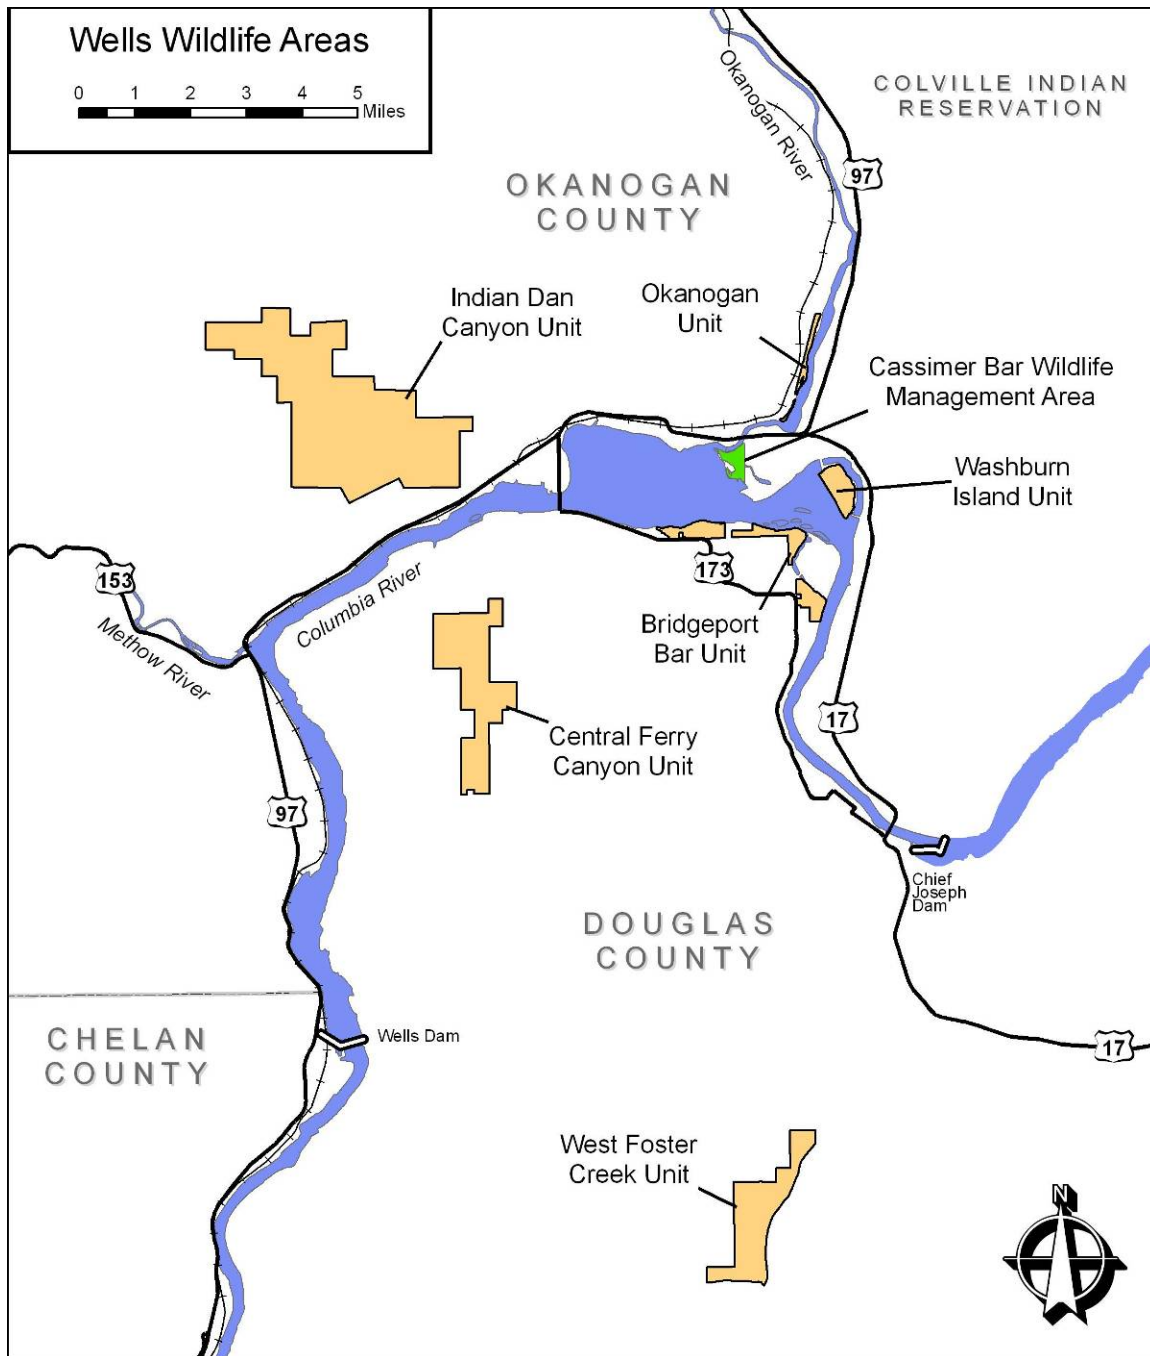 Wells Wildlife Areas
0 1 2 3 4 5
Miles
Okanogan River
COLVILLE INDIAN
RESERVATION
97
OKANOGAN
COUNTY
Indian Dan
Canyon Unit
Okanogan
Unit
Cassimer Bar Wildlife
Management Area
Washburn
Island Unit
153
173
Columbia River
Methow River
Bridgeport
Bar Unit
17
Central Ferry
Canyon Unit
97
Chief
Joseph
Dam
DOUGLAS
COUNTY
CHELAN
COUNTY
Wells Dam
17
West Foster
Creek Unit
N